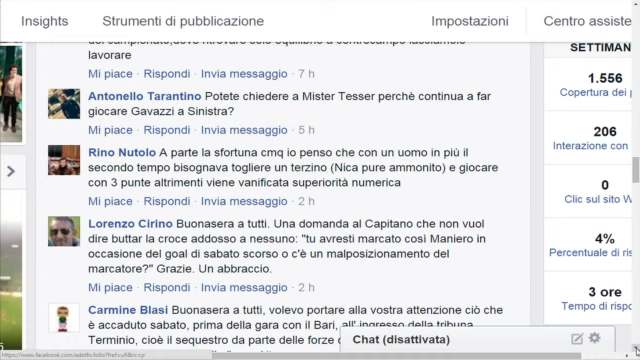 Insights Strumenti di pubblicazione Impostazioni Centro assiste
del campionato,dove ritrovare solo equilibrio a centrocampo lasciamolo
lavorare
Mi piace · Rispondi · Invia messaggio · 7 h
Antonello Tarantino Potete chiedere a Mister Tesser perchè continua a far
giocare Gavazzi a Sinistra?
Mi piace · Rispondi · Invia messaggio · 5 h
Rino Nutolo A parte la sfortuna cmq io penso che con un uomo in più il
secondo tempo bisognava togliere un terzino (Nica pure ammonito) e giocare
con 3 punte altrimenti viene vanificata superiorità numerica
Mi piace · Rispondi · Invia messaggio · 2 h
Lorenzo Cirino Buonasera a tutti. Una domanda al Capitano che non vuol
dire buttar la croce addosso a nessuno: "tu avresti marcato così Maniero in
occasione del goal di sabato scorso o c'è un malposizionamento del
marcatore?" Grazie. Un abbraccio.
Mi piace · Rispondi · Invia messaggio · 2 h
Carmine Blasi Buonasera a tutti, volevo portare alla vostra attenzione ciò che
è accaduto sabato, prima della gara con il Bari, all' ingresso della tribuna
Terminio, cioè il sequestro da parte delle forze
SETTIMAN
1.556
Copertura dei p
206
Interazione con
0
Clic sul sito W
4%
Percentuale di ris
3 ore
Tempo di rispo
Chat (disattivata)